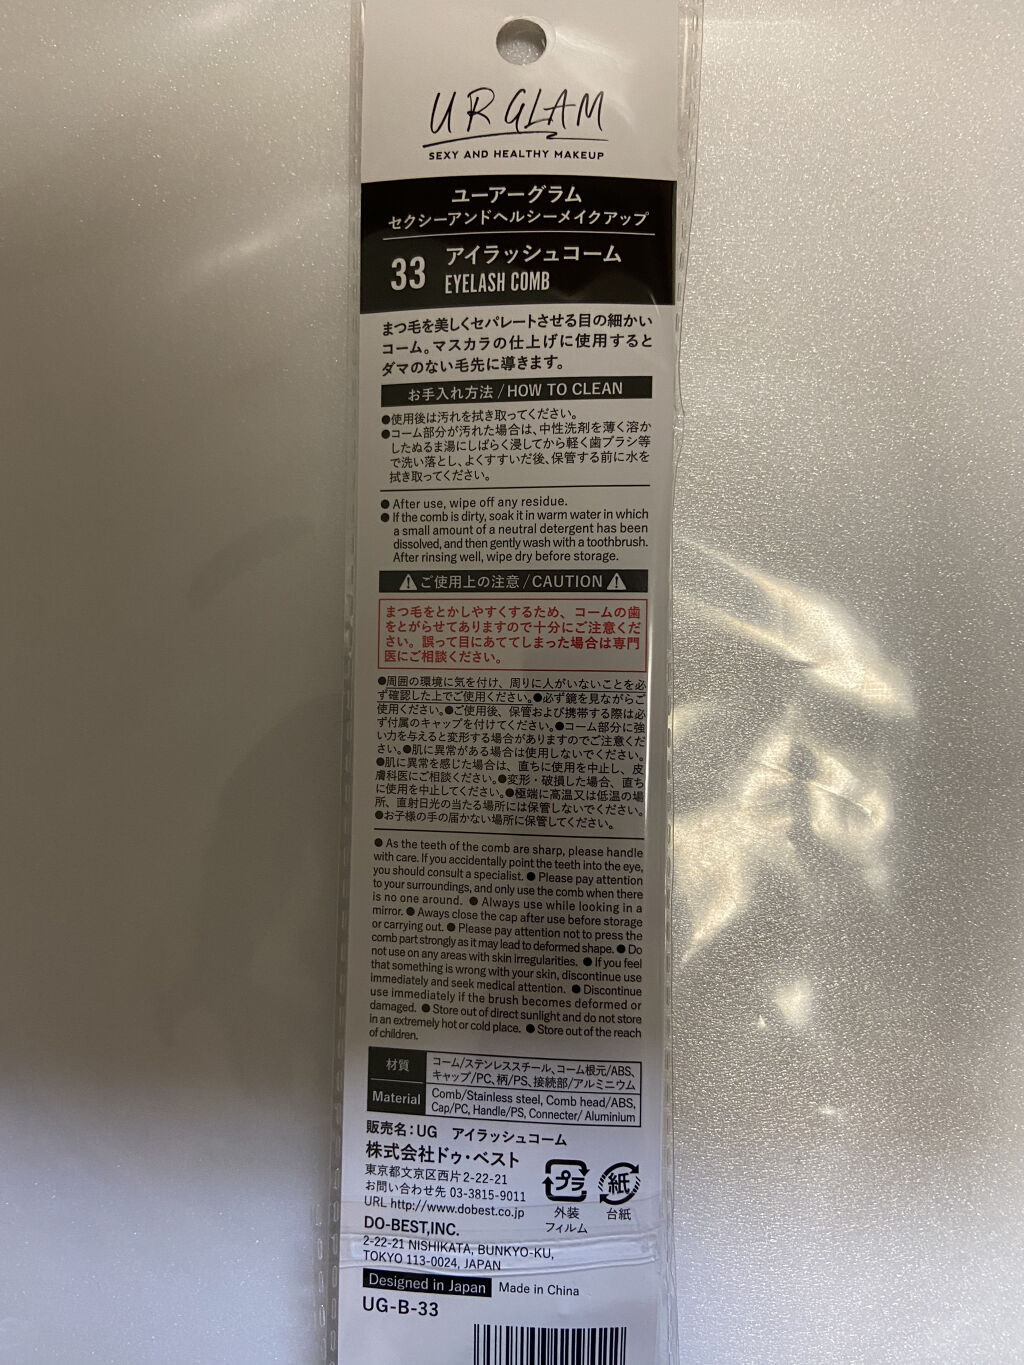 UR GLAM
SEXY AND HEALTHY MAKEUP
ユーアーグラム
セクシーアンドヘルシーメイクアップ
33
アイラッシュコーム
EYELASH COMB
まつ毛を美しくセパレートさせる目の細かい
コーム。マスカラの仕上げに使用すると
ダマのない毛先に導きます。
お手入れ方法 / HOW TO CLEAN
●使用後は汚れを拭き取ってください。
●コーム部分が汚れた場合は、中性洗剤を薄く溶か
したぬるま湯にしばらく浸してから軽く歯ブラシ等
で洗い落とし、よくすすいだ後、保管する前に水を
拭き取ってください。
● After use, wipe off any residue.
● If the comb is dirty, soak it in warm water in which
a small amount of a neutral detergent has been
dissolved, and then gently wash with a toothbrush.
After rinsing well, wipe dry before storage.
⚠ご使用上の注意 / CAUTION⚠
まつ毛をとかしやすくするため、コームの歯
をとがらせてありますので十分にご注意くだ
さい。誤って目にあててしまった場合は専門
医にご相談ください。
●周囲の環境に気を付け、周りに人がいないことを必
ず確認した上でご使用ください。●必ず鏡を見ながらご
使用ください。●ご使用後、保管および携帯する際は必
ず付属のキャップを付けてください。●コーム部分に強
い力を与えると変形する場合がありますのでご注意くだ
さい。●肌に異常がある場合は使用しないでください。
●肌に異常を感じた場合は、直ちに使用を中止し、皮
膚科医にご相談ください。●変形・破損した場合、直ち
に使用を中止してください。●極端に高温又は低温の場
所、直射日光の当たる場所には保管しないでください。
●お子様の手の届かない場所に保管してください。
● As the teeth of the comb are sharp, please handle
with care. If you accidentally point the teeth into the eye,
you should consult a specialist. ● Please pay attention
to your surroundings, and only use the comb when there
is no one around. ● Always use while looking in a
mirror. ● Aways close the cap after use before storage
or carrying out. ● Please pay attention not to press the
comb part strongly as it may lead to deformed shape. ● Do
not use on any areas with skin irregularities. ● If you feel
that something is wrong with your skin, discontinue use
immediately and seek medical attention. ● Discontinue
use immediately if the brush becomes deformed or
damaged. ● Store out of direct sunlight and do not store
in an extremely hot or cold place. ● Store out of the reach
of children.
材質
コーム/ステンレススチール、コーム根元/ABS、
キャップ/PC、柄/PS、接続部/アルミニウム
Material
Comb/Stainless steel, Comb head/ABS,
Cap/PC, Handle/PS, Connecter/ Aluminium
販売名：UG アイラッシュコーム
株式会社ドゥ・ベスト
東京都文京区西片2-22-21
お問い合わせ先 03-3815-9011
URL http://www.dobest.co.jp
プラ
外装
フィルム
紙
台紙
DO-BEST,INC.
2-22-21 NISHIKATA, BUNKYO-KU,
TOKYO 113-0024, JAPAN
Designed in Japan Made in China
UG-B-33